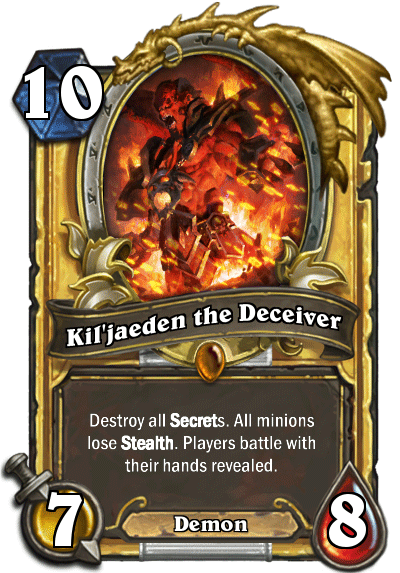 10
Kil'jaeden the Deceiver
Destroy all Secrets. All minions
lose Stealth. Players battle with
their hands revealed.
7
Demon
8